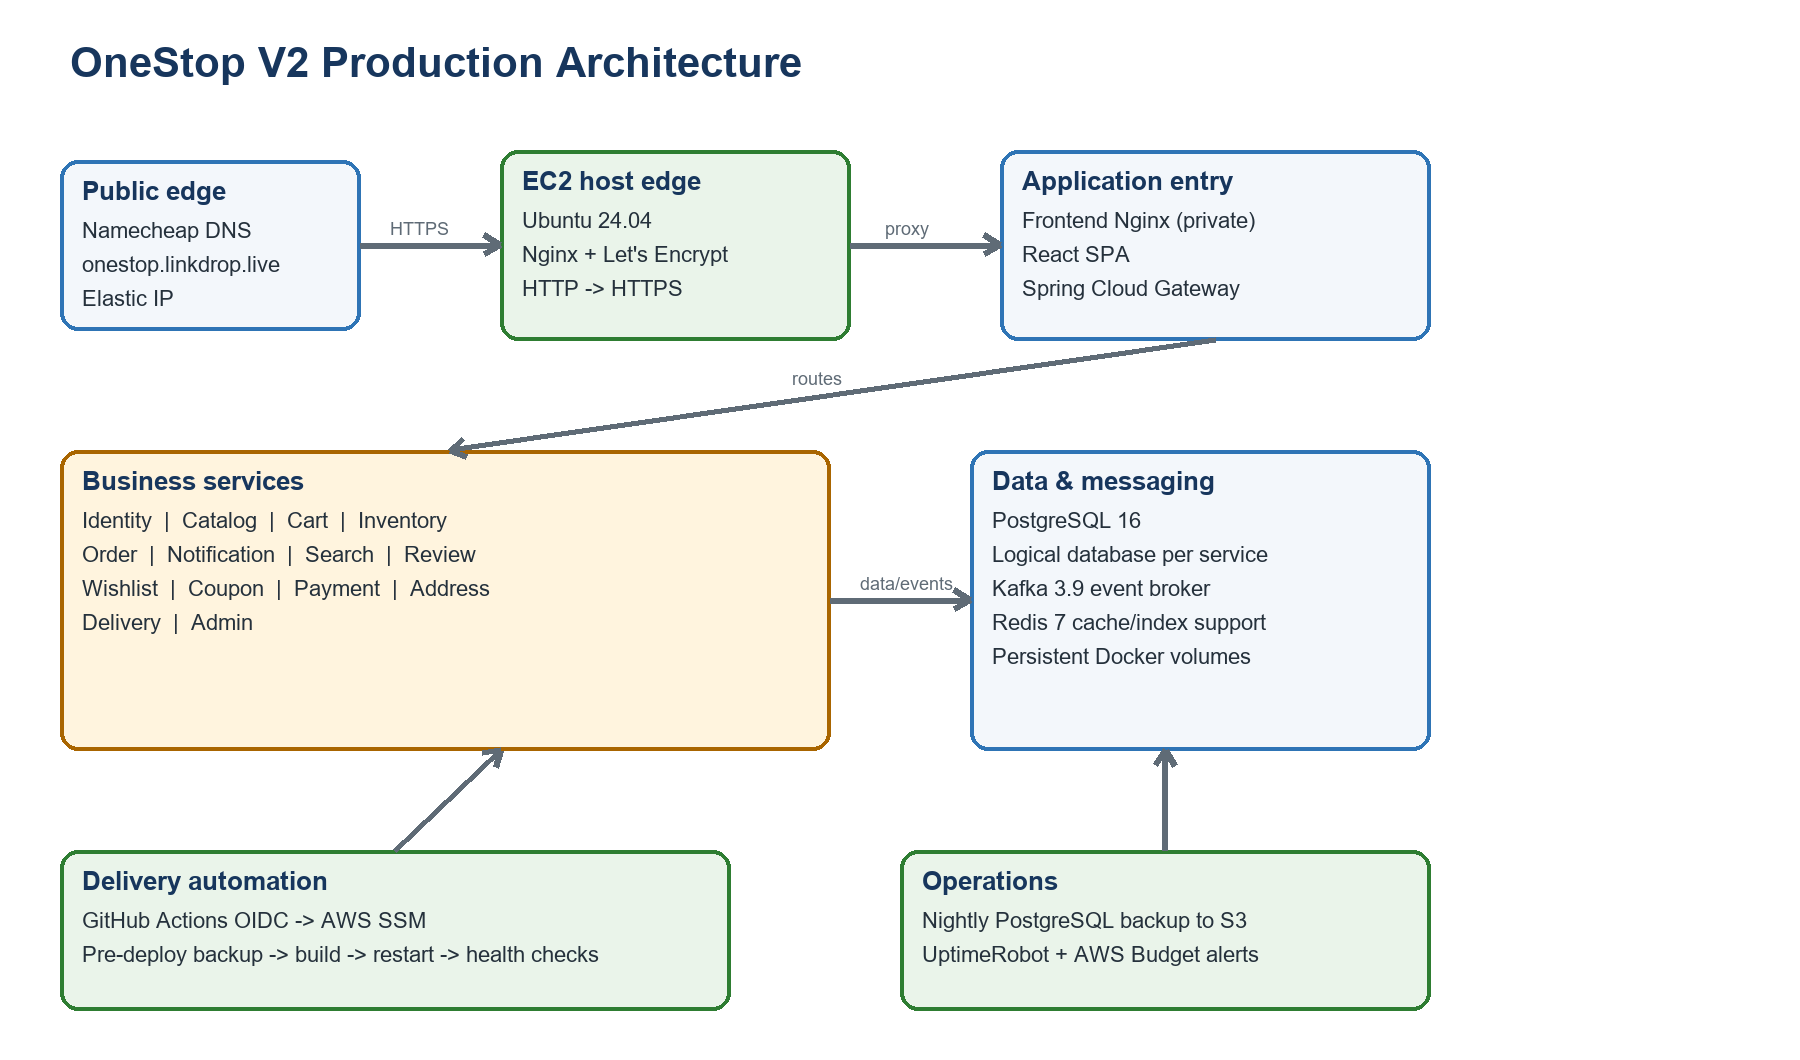 OneStop V2 Production Architecture
Public edge
Namecheap DNS
onestop.linkdrop.live
Elastic IP
HTTPS
EC2 host edge
Ubuntu 24.04
Nginx + Let's Encrypt
HTTP -> HTTPS
proxy
Application entry
Frontend Nginx (private)
React SPA
Spring Cloud Gateway
routes
Business services
Identity | Catalog | Cart | Inventory
Order | Notification | Search | Review
Wishlist | Coupon | Payment | Address
Delivery | Admin
data/events
Data & messaging
PostgreSQL 16
Logical database per service
Kafka 3.9 event broker
Redis 7 cache/index support
Persistent Docker volumes
Delivery automation
GitHub Actions OIDC -> AWS SSM
Pre-deploy backup -> build -> restart -> health checks
Operations
Nightly PostgreSQL backup to S3
UptimeRobot + AWS Budget alerts